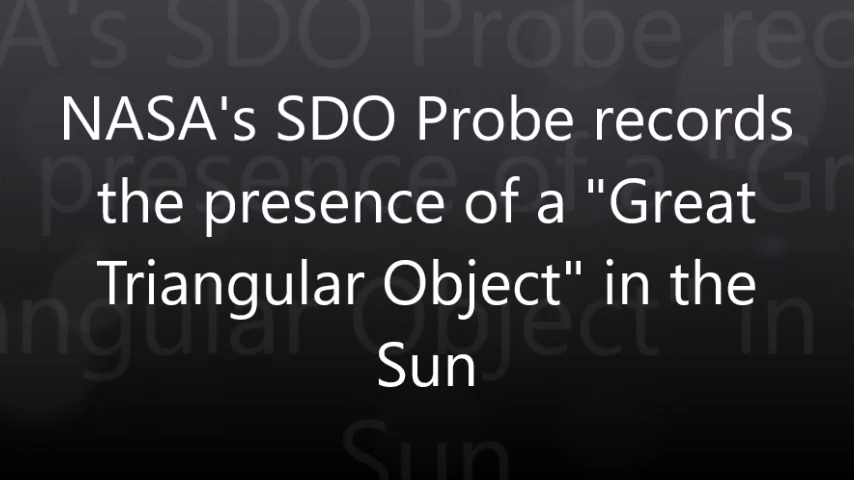 NASA's SDO Probe records
the presence of a "Great
Triangular Object" in the
Sun